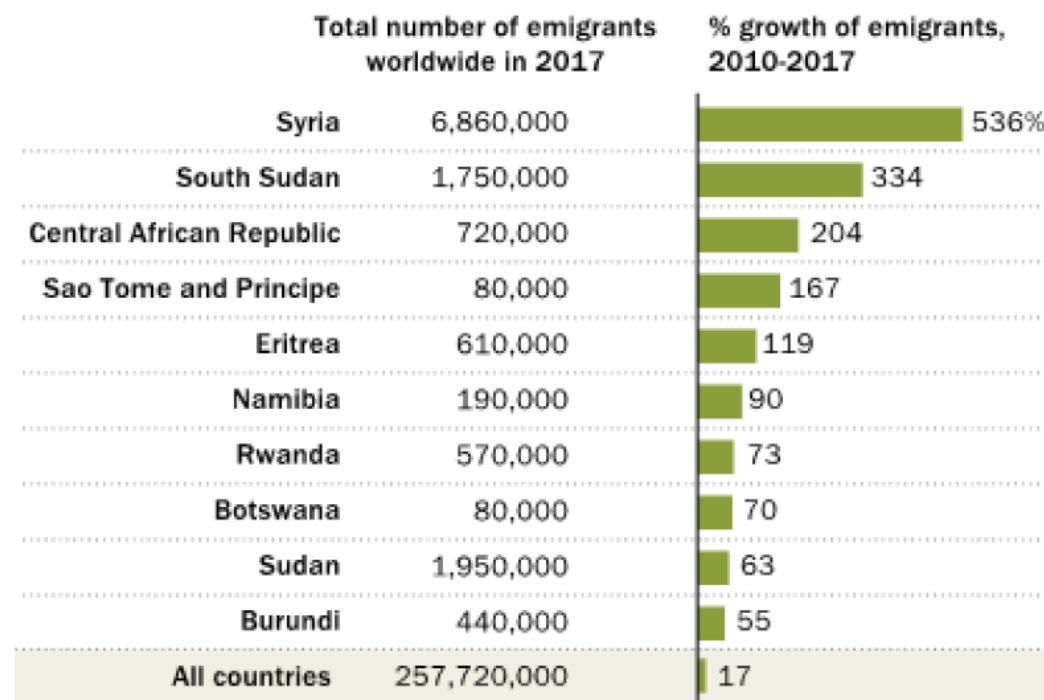 Total number of emigrants % growth of emigrants,
worldwide in 2017 2010-2017
Syria 6,860,000 536%
South Sudan 1,750,000 334
Central African Republic 720,000 204
Sao Tome and Principe 80,000 167
Eritrea 610,000 119
Namibia 190,000 90
Rwanda 570,000 73
Botswana 80,000 70
Sudan 1,950,000 63
Burundi 440,000 55
All countries 257,720,000 17